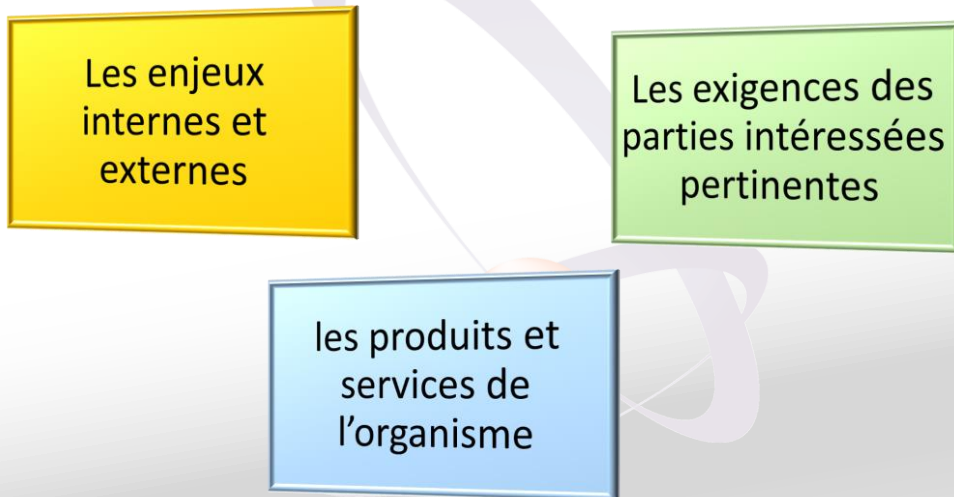 Les enjeux
internes et
externes
Les exigences des
parties intéressées
pertinentes
les produits et
services de
l’organisme